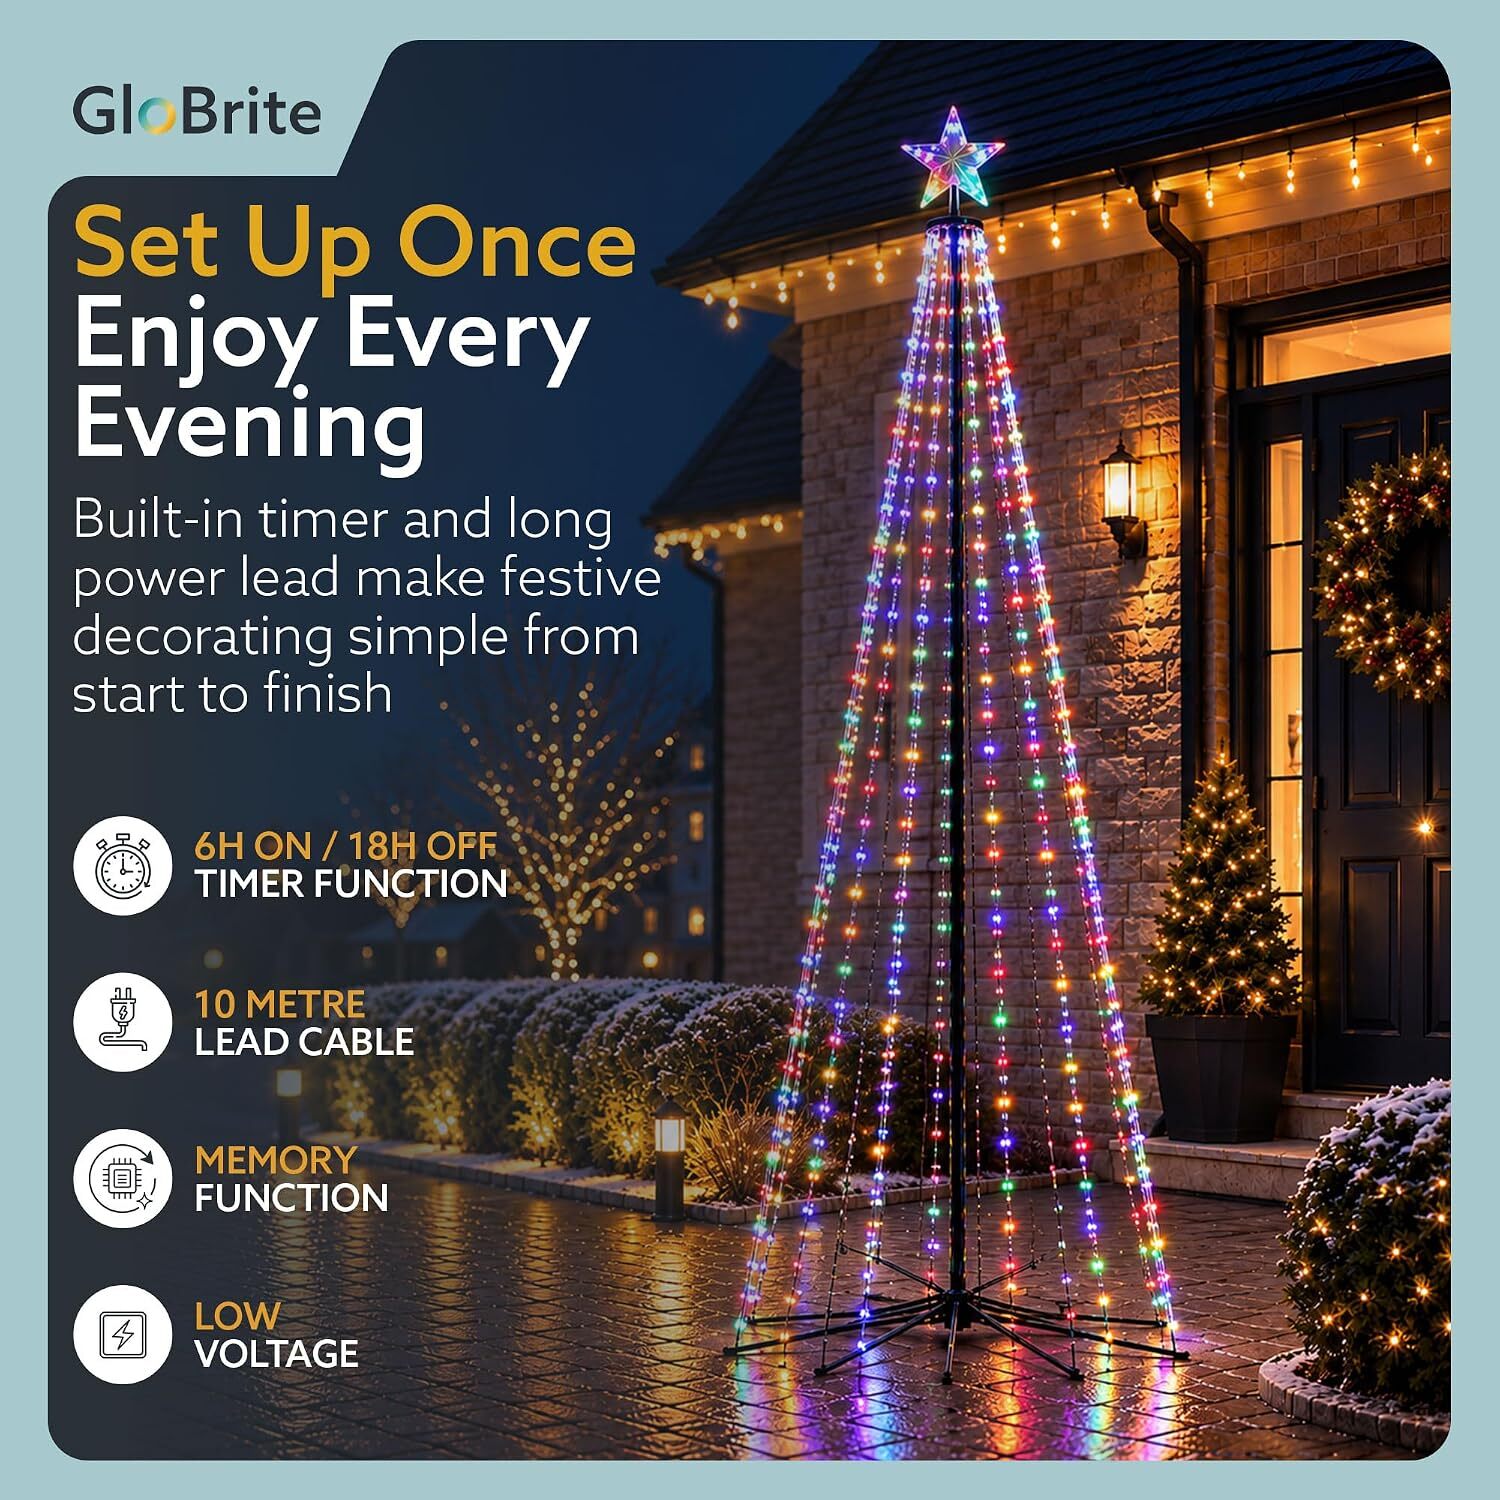 GloBrite
Set Up Once
Enjoy Every
Evening
Built-in timer and long
power lead make festive
decorating simple from
start to finish
6H ON / 18H OFF
TIMER FUNCTION
10 METRE
LEAD CABLE
MEMORY
FUNCTION
LOW
VOLTAGE